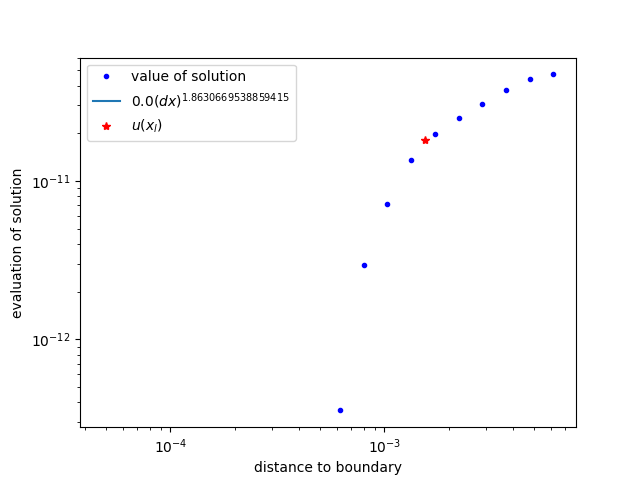 value of solution
0.0(dx)^1.8630669538859415
u(x_l)
10^-11
10^-12
evaluation of solution
10^-4
10^-3
distance to boundary